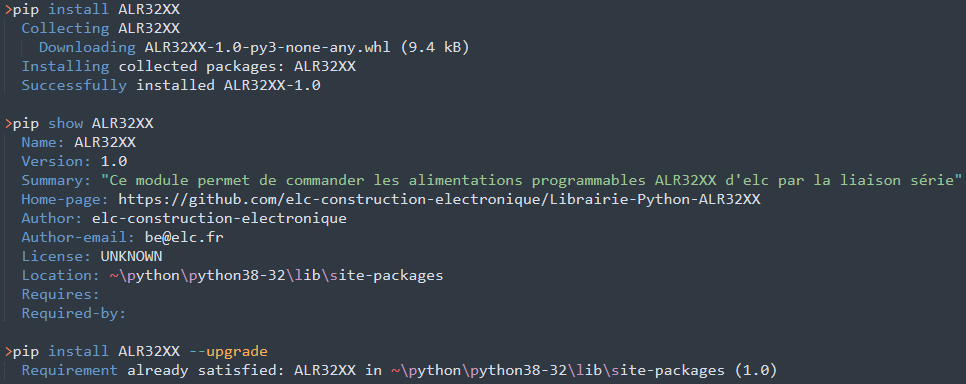 >pip install ALR32XX
Collecting ALR32XX
Downloading ALR32XX-1.0-py3-none-any.whl (9.4 kB)
Installing collected packages: ALR32XX
Successfully installed ALR32XX-1.0
>pip show ALR32XX
Name: ALR32XX
Version: 1.0
Summary: "Ce module permet de commander les alimentations programmables ALR32XX d'elc par la liaison série"
Home-page: https://github.com/elc-construction-electronique/Librairie-Python-ALR32XX
Author: elc-construction-electronique
Author-email: be@elc.fr
License: UNKNOWN
Location: ~\python\python38-32\lib\site-packages
Requires:
Required-by:
>pip install ALR32XX --upgrade
Requirement already satisfied: ALR32XX in ~\python\python38-32\lib\site-packages (1.0)